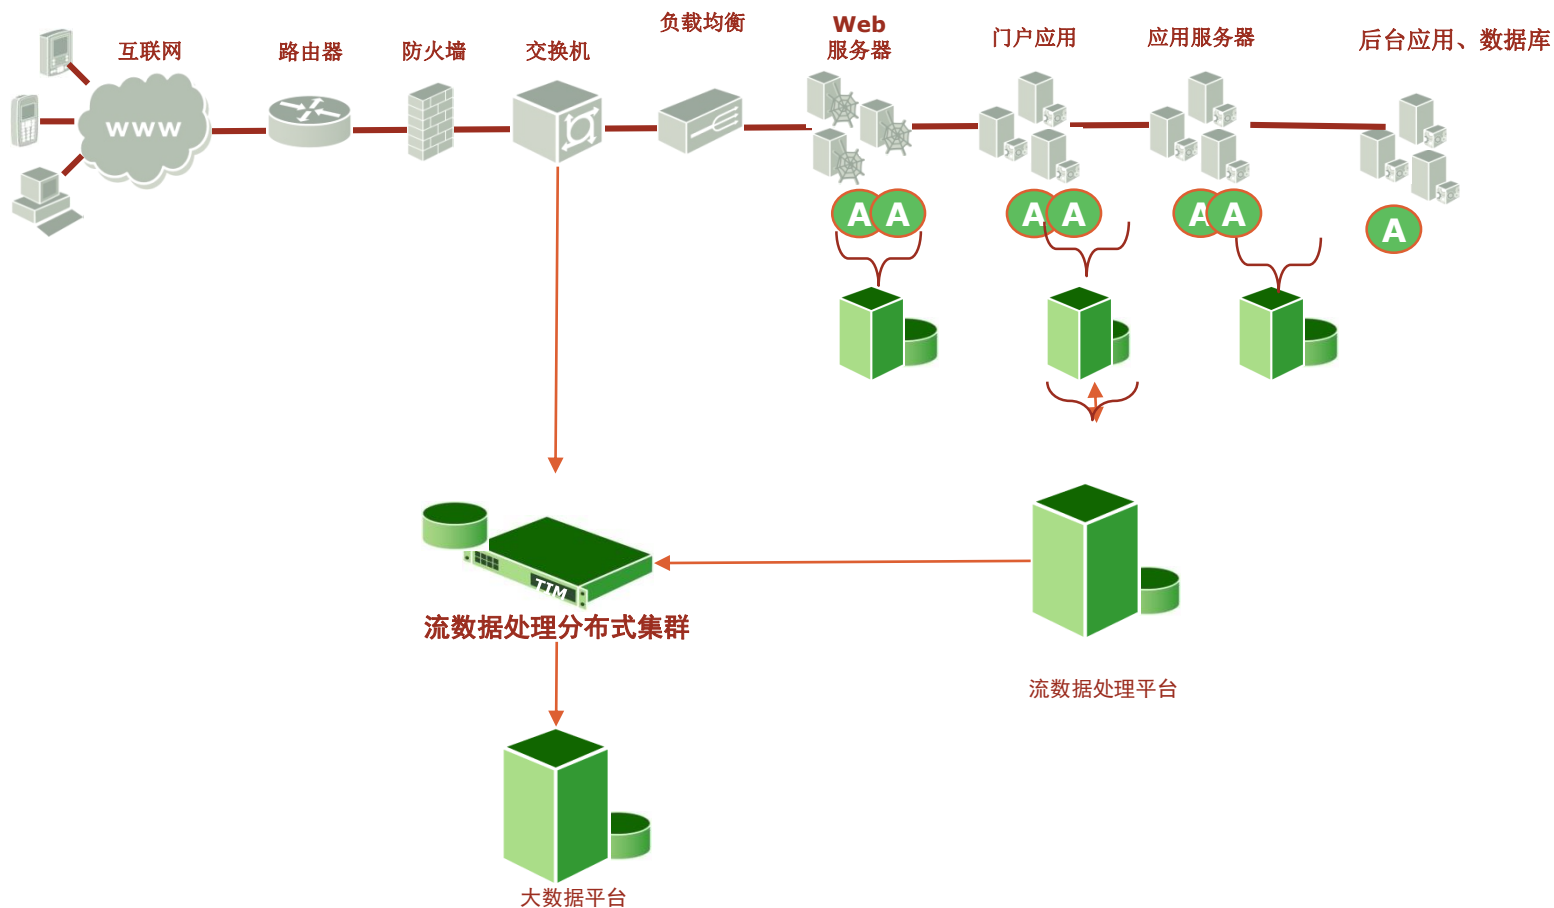 互联网
路由器
防火墙
交换机
负载均衡
Web
服务器
门户应用
应用服务器
后台应用、数据库
www
A A
A A
A A
A
TIM
流数据处理分布式集群
流数据处理平台
大数据平台